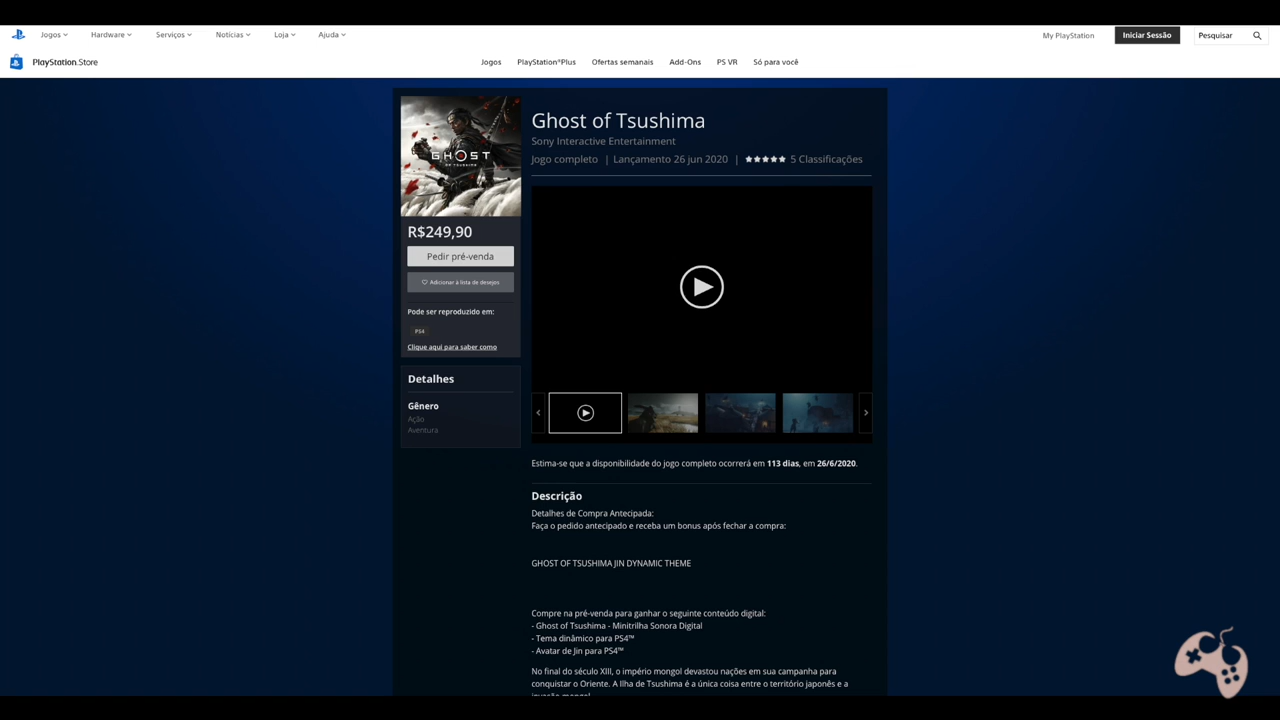 Jogos
Hardware
Serviços
Notícias
Loja
Ajuda
My PlayStation
Iniciar Sessão
Pesquisar
PlayStation.Store
Jogos
PlayStation®Plus
Ofertas semanais
Add-Ons
PS VR
Só para você
GHOST
OF TSUSHIMA
R$249,90
Pedir pré-venda
Adicionar à lista de desejos
Pode ser reproduzido em:
PS4
Clique aqui para saber como
Detalhes
Gênero
Ação
Aventura
Ghost of Tsushima
Sony Interactive Entertainment
Jogo completo | Lançamento 26 jun 2020 | 5 Classificações
Estima-se que a disponibilidade do jogo completo ocorrerá em 113 dias, em 26/6/2020.
Descrição
Detalhes de Compra Antecipada:
Faça o pedido antecipado e receba um bonus após fechar a compra:
GHOST OF TSUSHIMA JIN DYNAMIC THEME
Compre na pré-venda para ganhar o seguinte conteúdo digital:
- Ghost of Tsushima - Minitrilha Sonora Digital
- Tema dinâmico para PS4™
- Avatar de Jin para PS4™
No final do século XIII, o império mongol devastou nações em sua campanha para
conquistar o Oriente. A Ilha de Tsushima é a única coisa entre o território japonês e a
invasão mongol